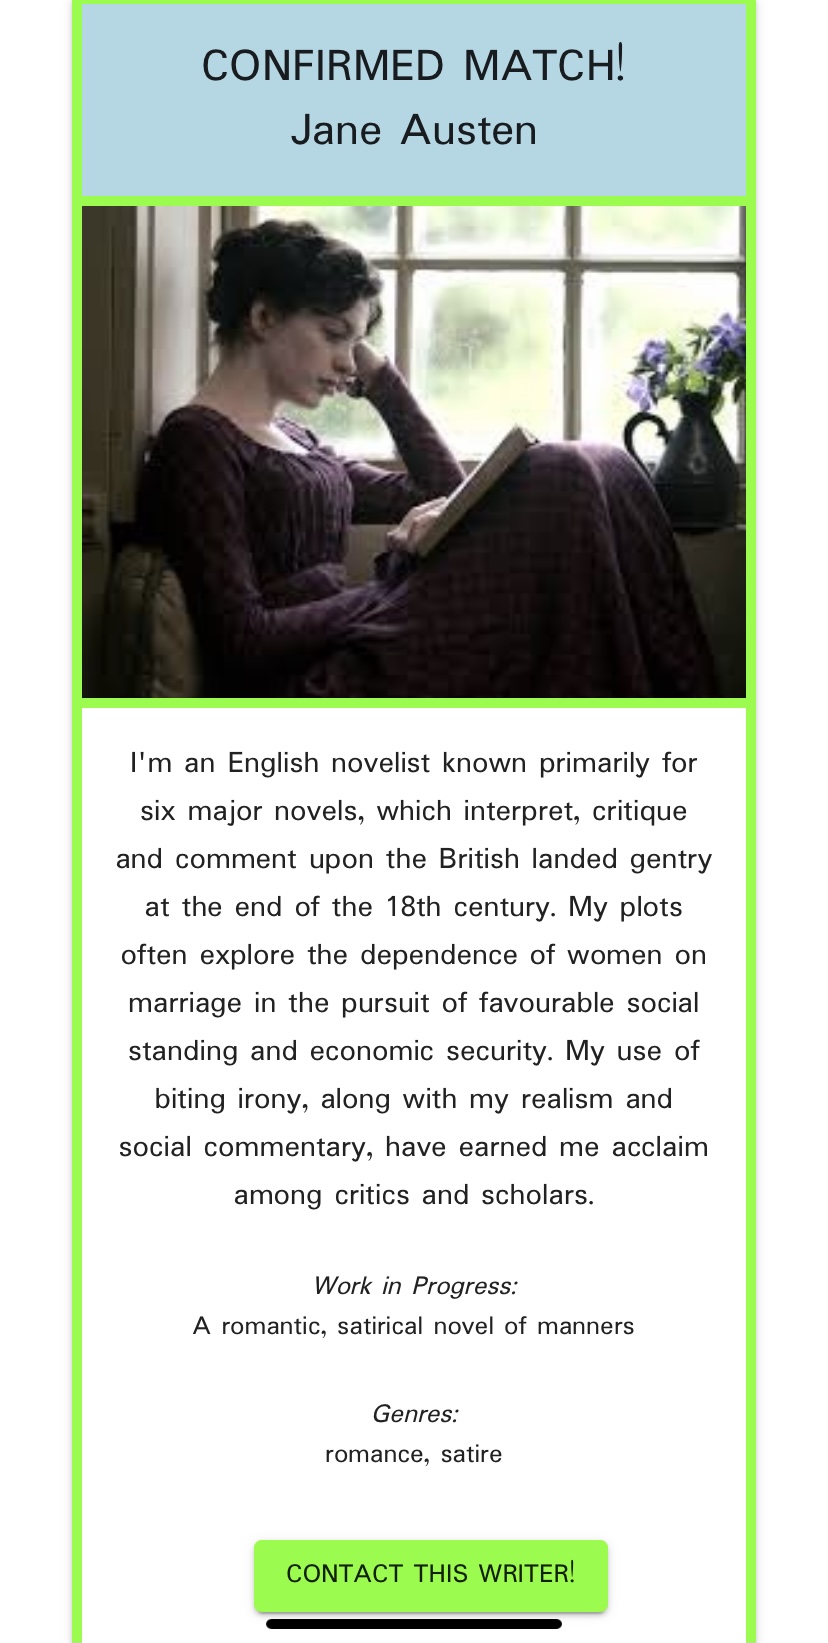 CONFIRMED MATCH!
Jane Austen
I'm an English novelist known primarily for
six major novels, which interpret, critique
and comment upon the British landed gentry
at the end of the 18th century. My plots
often explore the dependence of women on
marriage in the pursuit of favourable social
standing and economic security. My use of
biting irony, along with my realism and
social commentary, have earned me acclaim
among critics and scholars.
Work in Progress:
A romantic, satirical novel of manners
Genres:
romance, satire
CONTACT THIS WRITER!